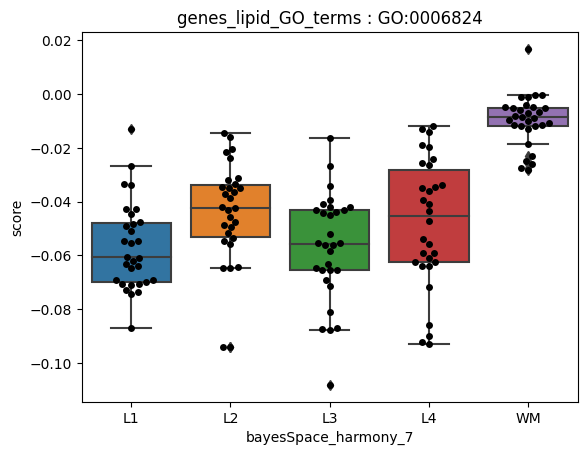 genes_lipid_GO_terms : GO:0006824
0.02
0.00
−0.02
−0.04
−0.06
−0.08
−0.10
score
L1 L2 L3 L4 WM
bayesSpace_harmony_7